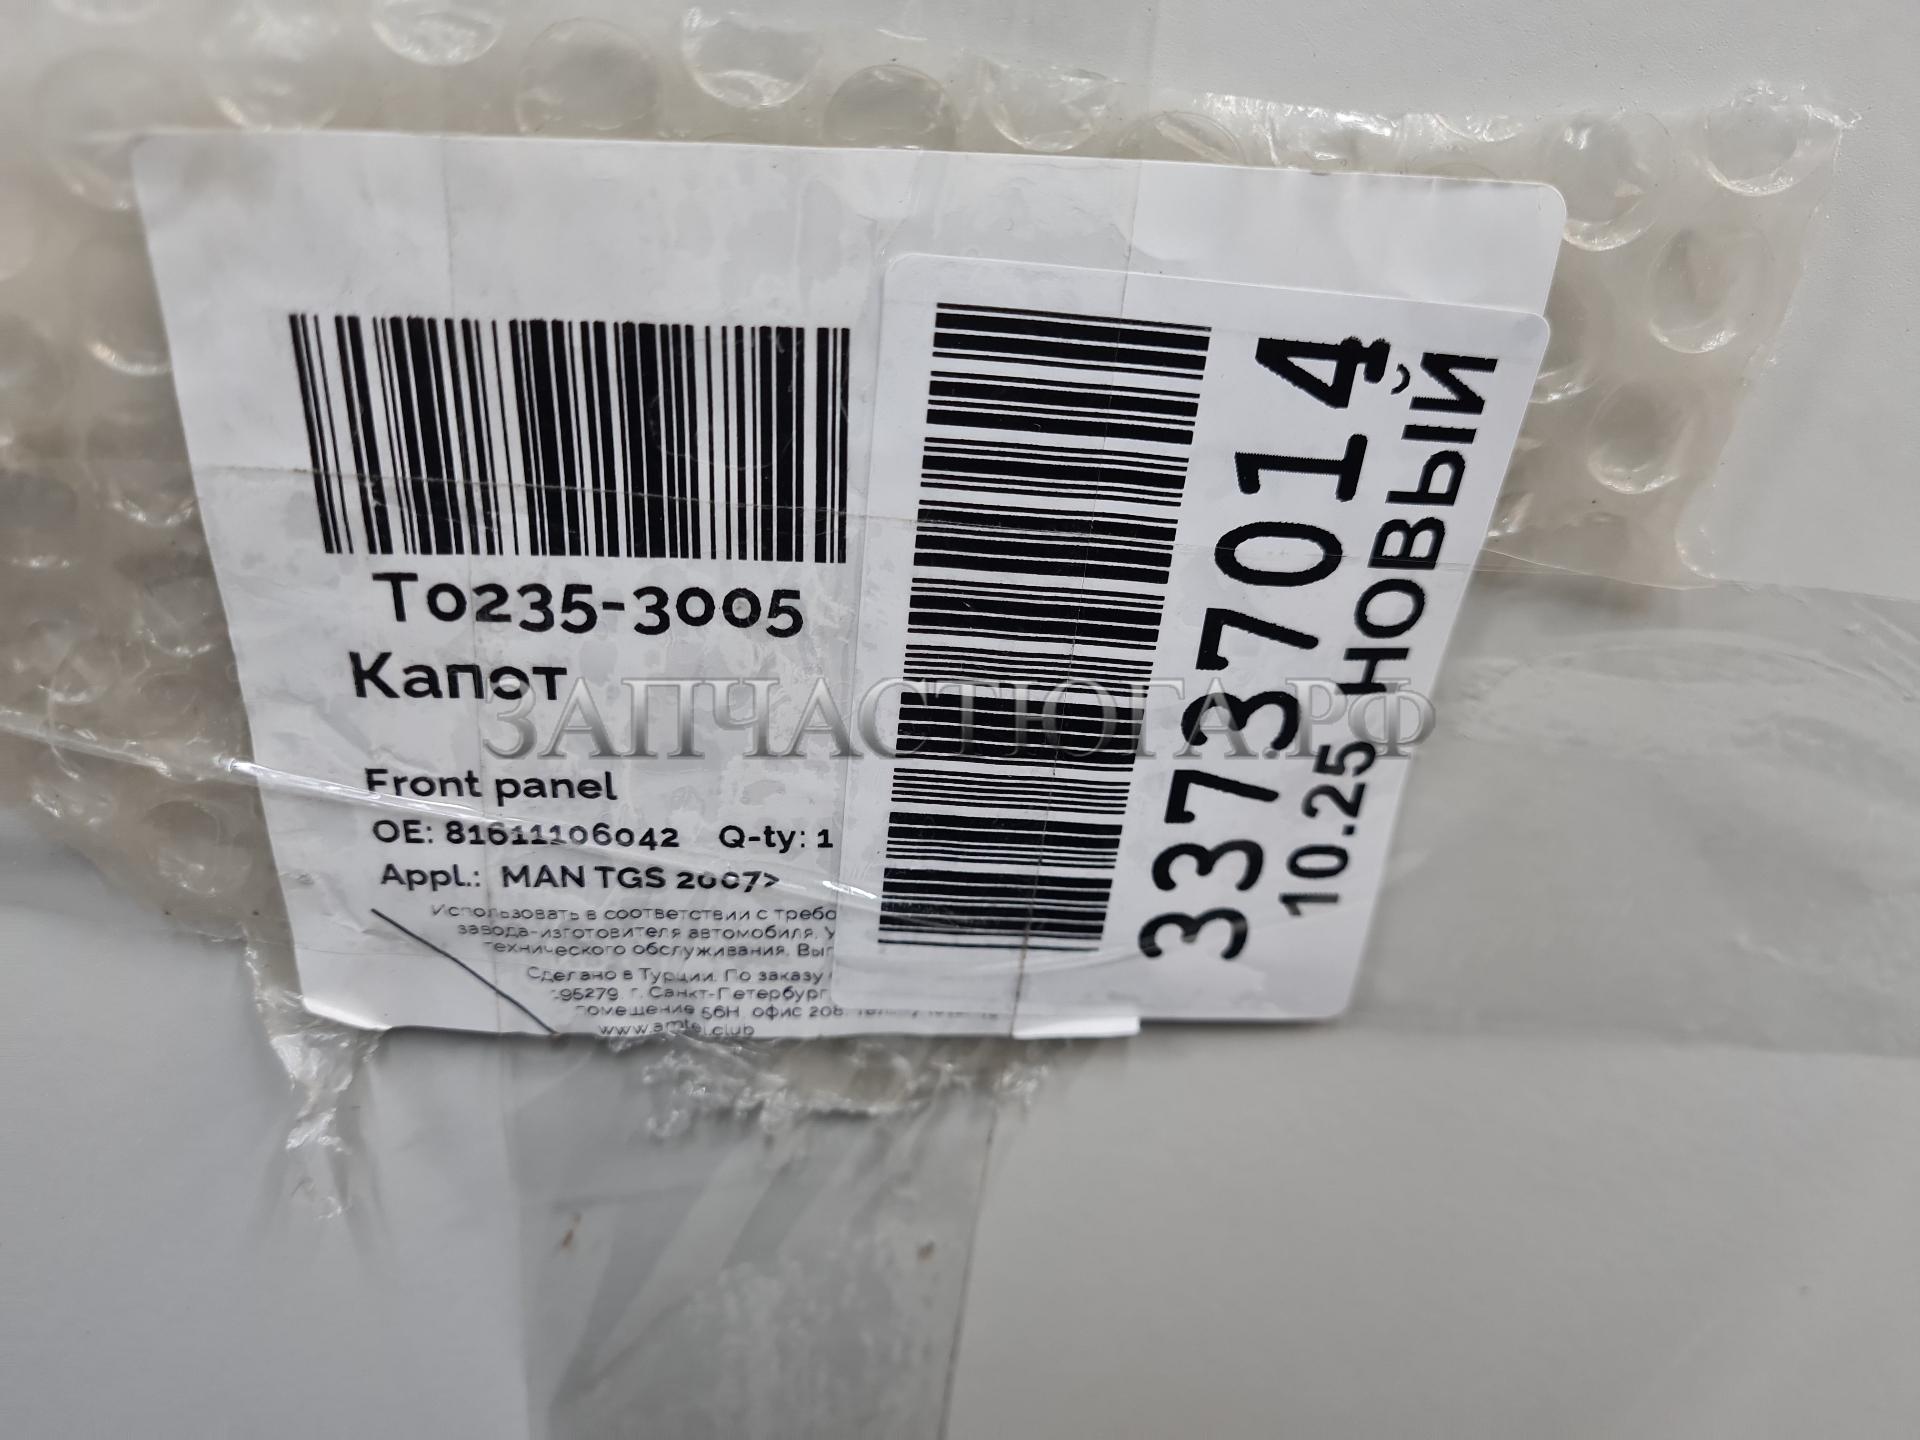 T0235-3005
Капот
Front panel
OE: 81611106042 Q-ty: 1
Appl.: MAN TGS 2007>
Использовать в соответствии с требо
завода-изготовителя автомобиля. У
технического обслуживания. Вып
Сделано в Турции. По заказу
195279, г. Санкт-Петербург
помещение 56Н, офис 208.
www.amtel.club
33737014
10.25 НОВЫЙ
ЗАПЧАСТЮГА.РФ